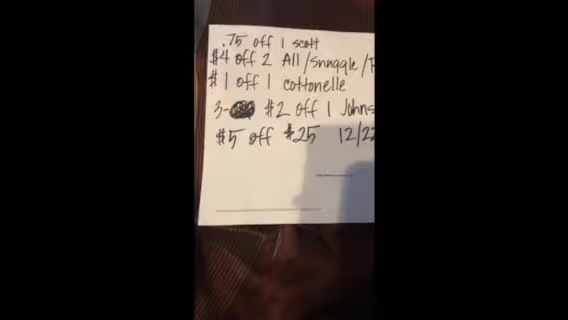 .75 off 1 scott
$4 off 2 All/Snuggle/
$1 off 1 cottonelle
3- $2 off 1 Johns
$5 off $25 12/22